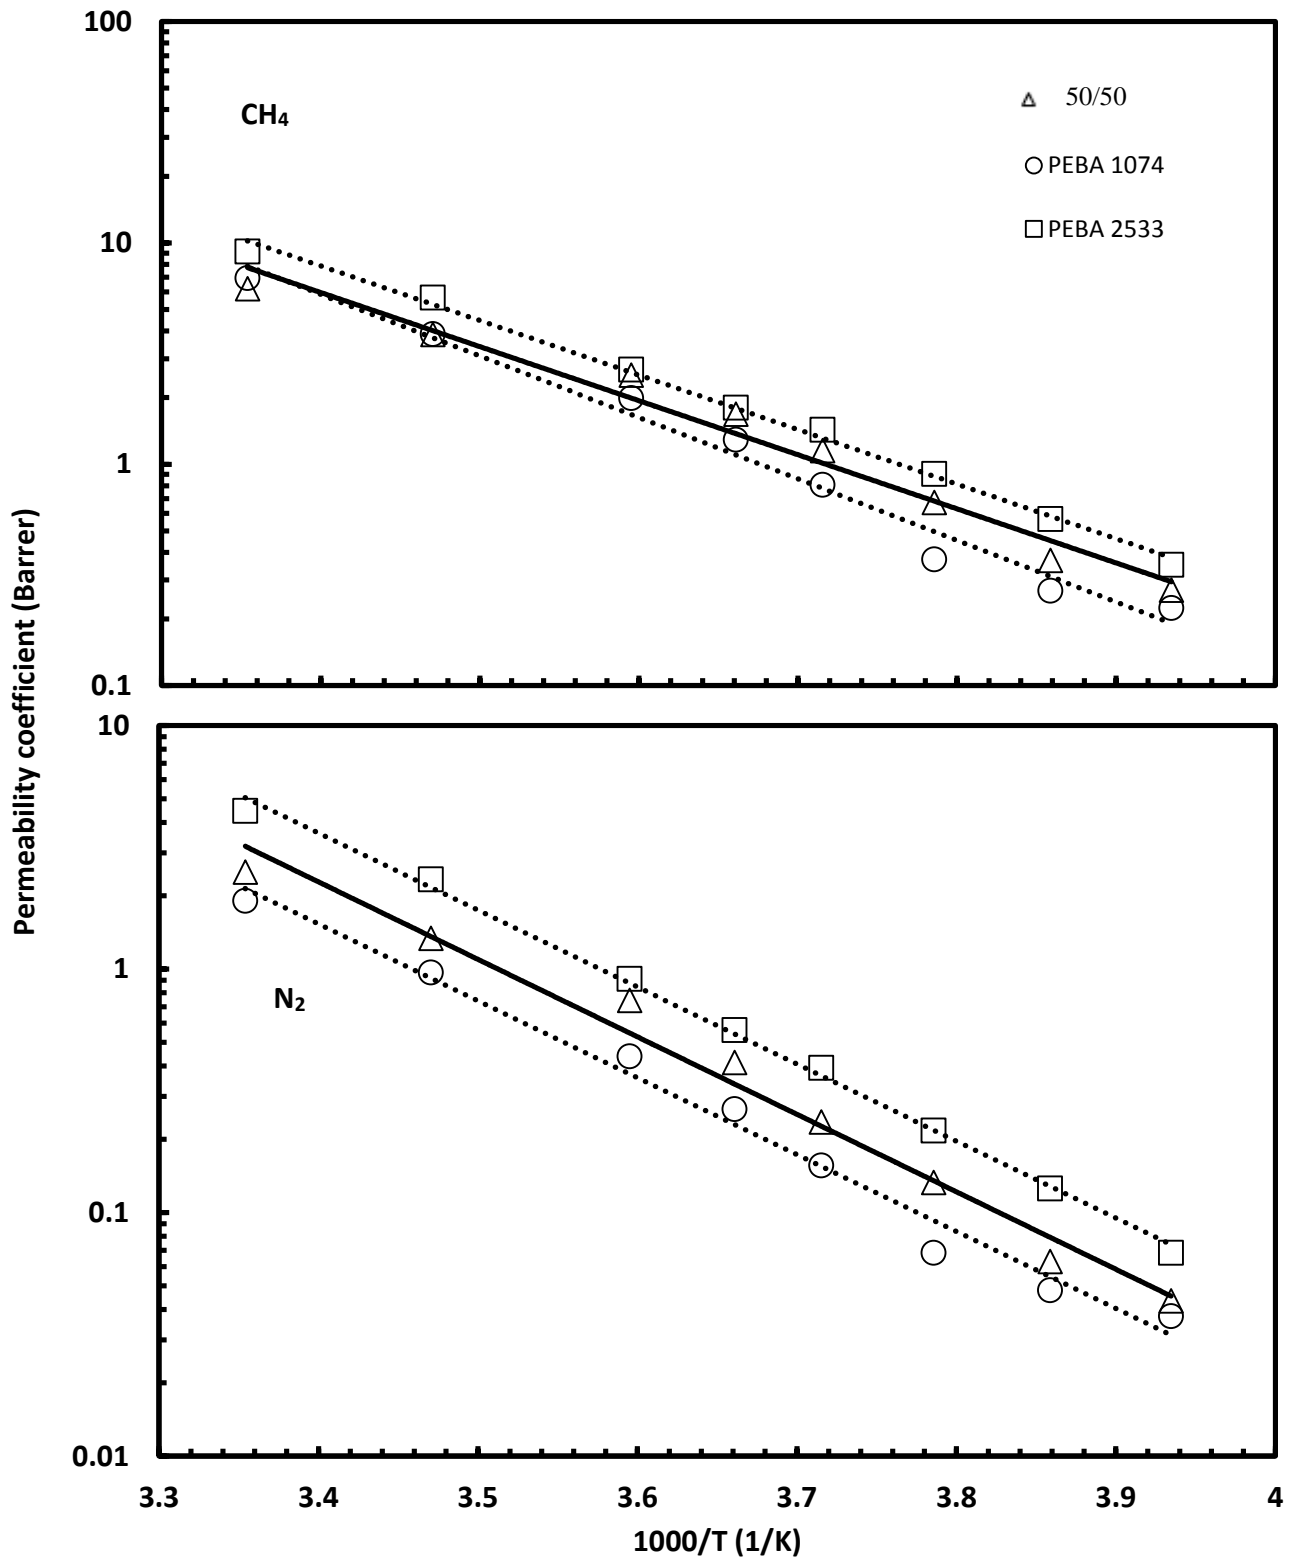 100
CH₄
50/50
PEBA 1074
10
PEBA 2533
1
0.1
Permeability coefficient (Barrer)
10
1
N₂
0.1
0.01
3.3 3.4 3.5 3.6 3.7 3.8 3.9 4
1000/T (1/K)